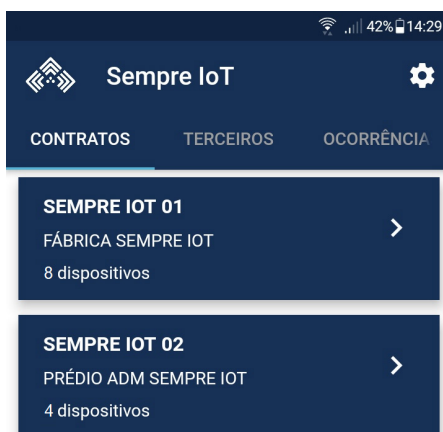 42% 14:29
Sempre IoT
CONTRATOS TERCEIROS OCORRÊNCIA
SEMPRE IOT 01
FÁBRICA SEMPRE IOT
8 dispositivos
SEMPRE IOT 02
PRÉDIO ADM SEMPRE IOT
4 dispositivos